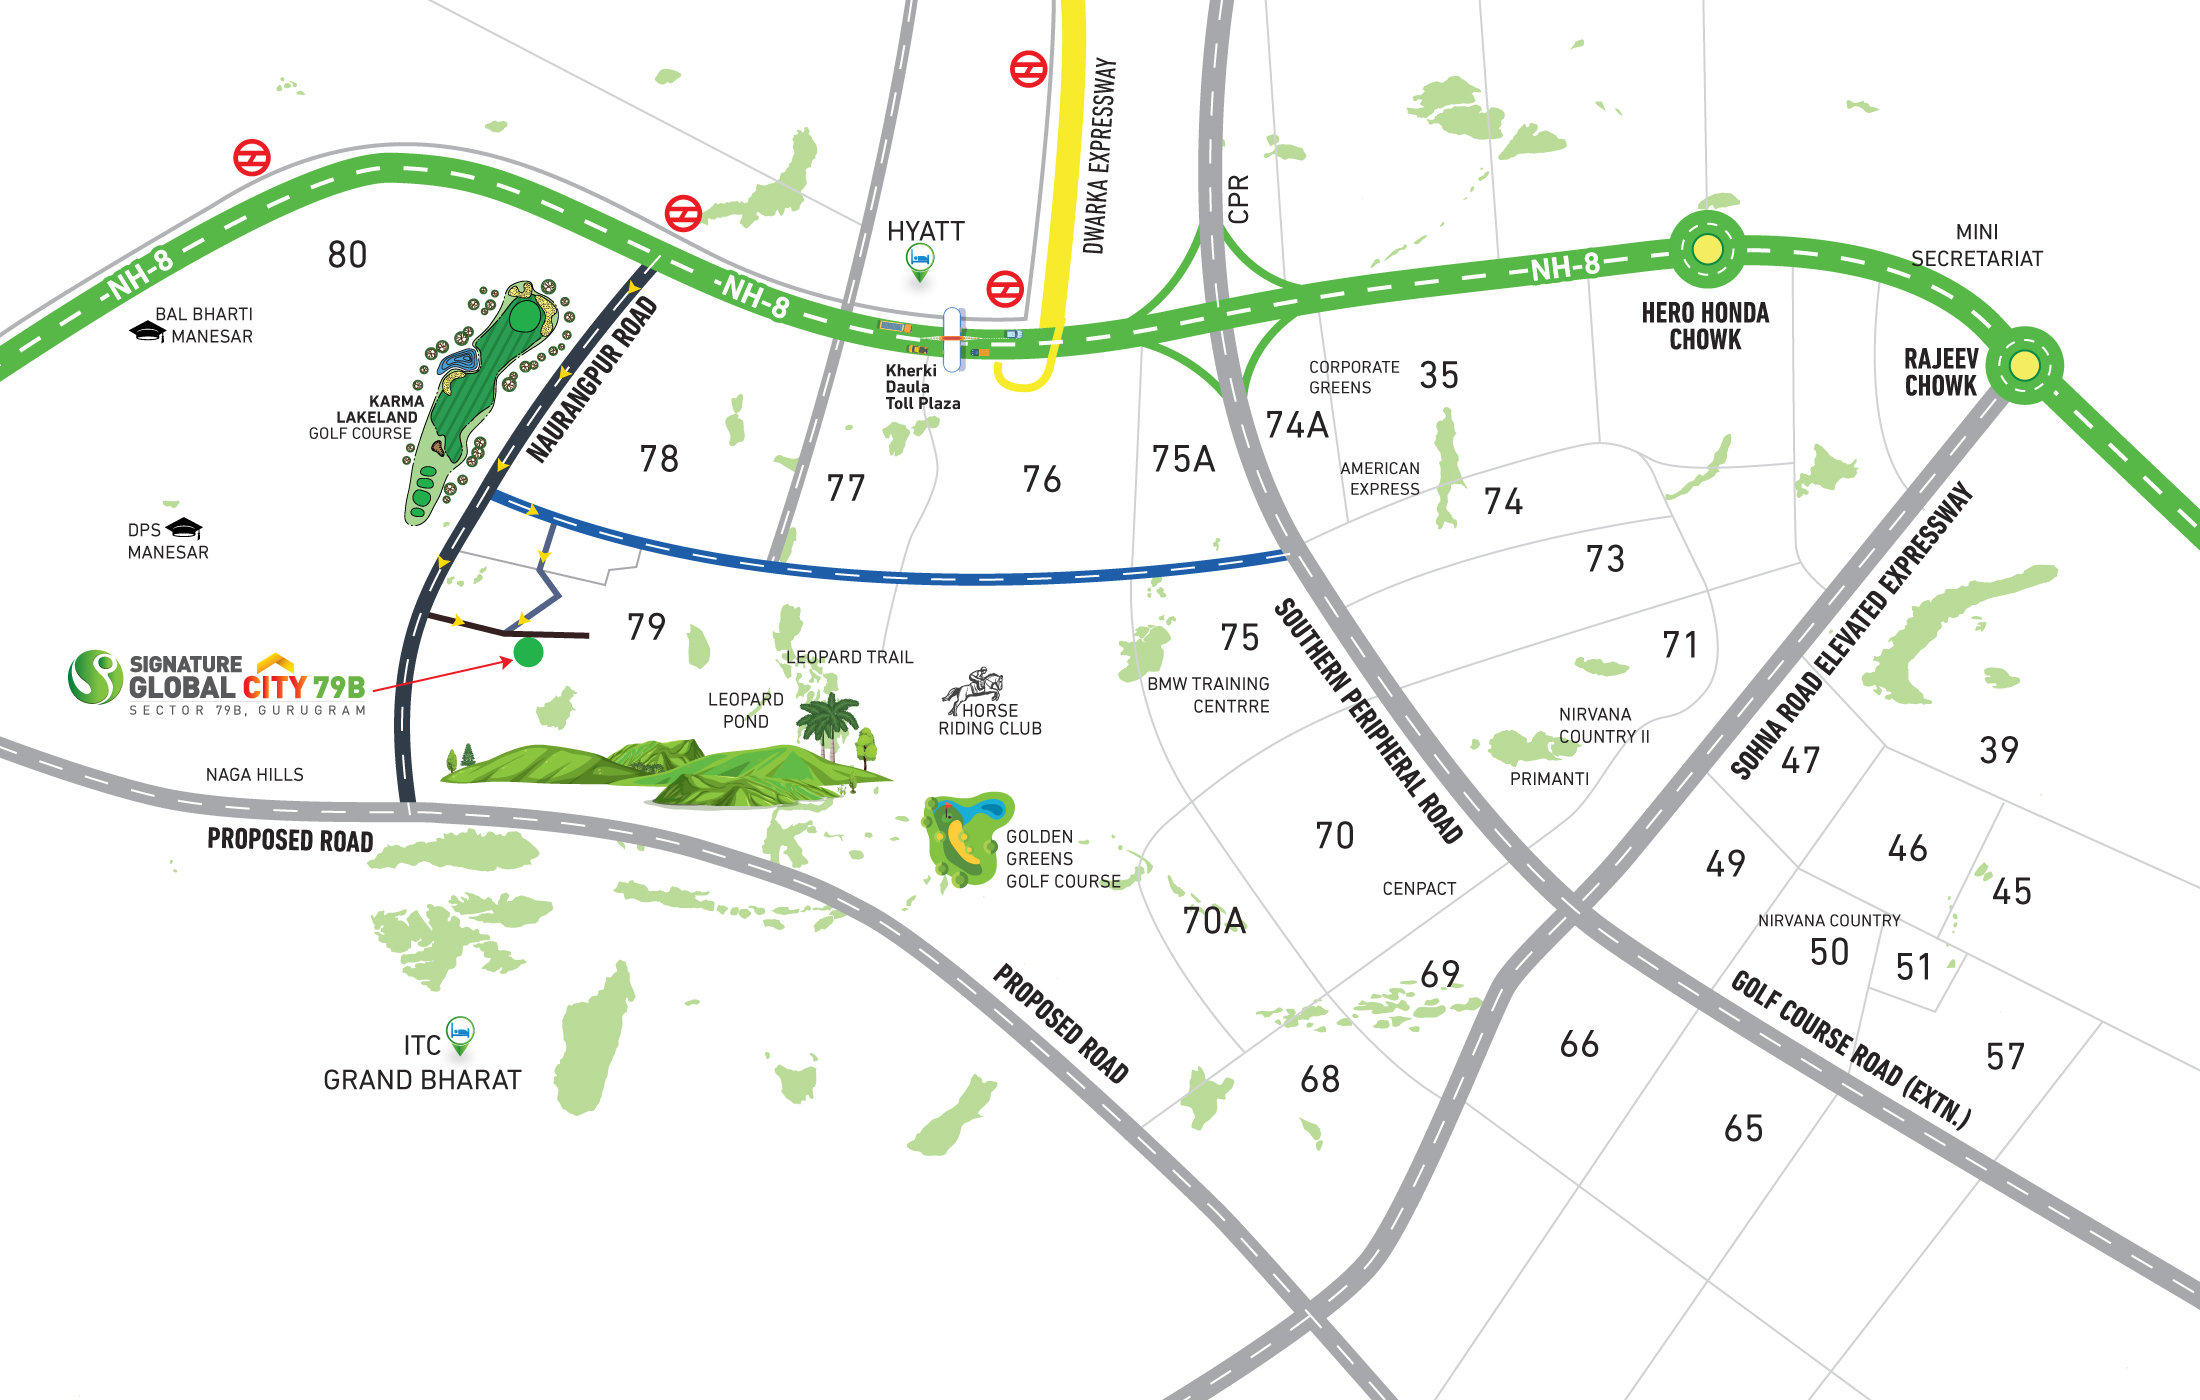 DWARKA EXPRESSWAY
CPR
HYATT
MINI
SECRETARIAT
80
NH-8
NH-8
NH-8
BAL BHARTI
MANESAR
HERO HONDA
CHOWK
RAJEEV
CHOWK
NAURANGPUR ROAD
Kherki
Daula
Toll Plaza
CORPORATE
GREENS
35
KARMA
LAKELAND
GOLF COURSE
74A
78
77
76
75A
AMERICAN
EXPRESS
74
DPS
MANESAR
73
79
75
71
SOUTHERN PERIPHERAL ROAD
SOHNA ROAD ELEVATED EXPRESSWAY
SIGNATURE
GLOBAL CITY 79B
SECTOR 79B, GURUGRAM
LEOPARD TRAIL
LEOPARD
POND
HORSE
RIDING CLUB
BMW TRAINING
CENTRRE
NIRVANA
COUNTRY II
PRIMANTI
47
39
NAGA HILLS
PROPOSED ROAD
GOLDEN
GREENS
GOLF COURSE
70
CENPACT
49
46
45
70A
NIRVANA COUNTRY
50
51
69
PROPOSED ROAD
GOLF COURSE ROAD (EXTN.)
ITC
GRAND BHARAT
68
66
57
65